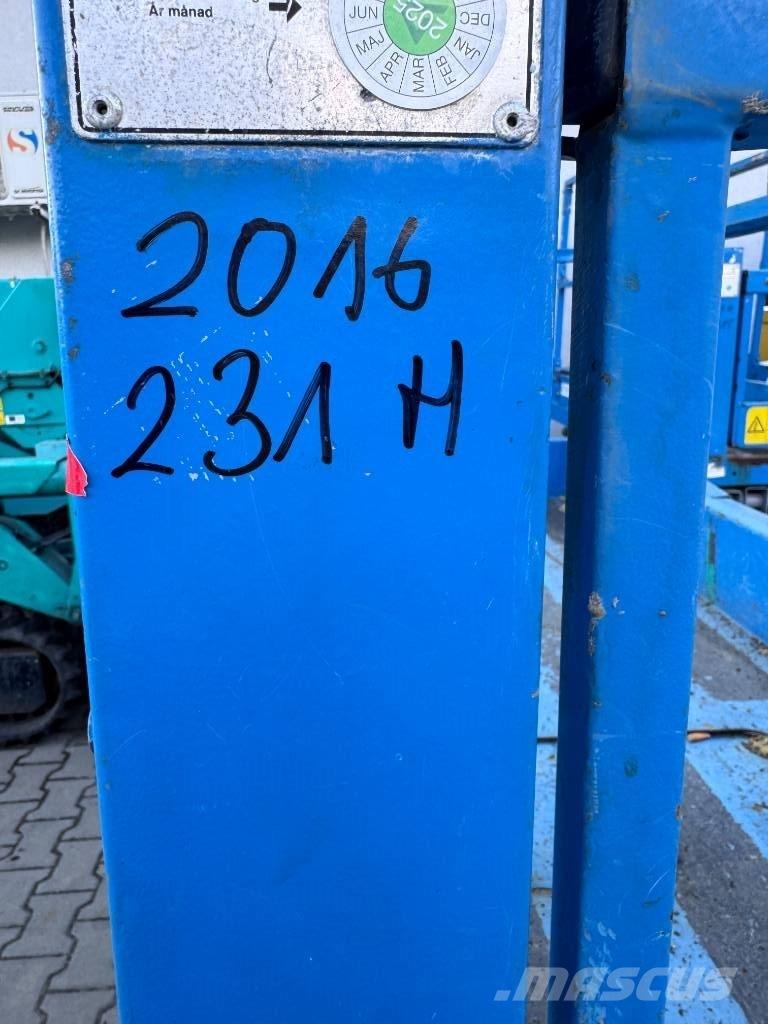 År månad
JUN MAJ APR MAR FEB JAN DEC
2025
2016
231 H
MASCUS